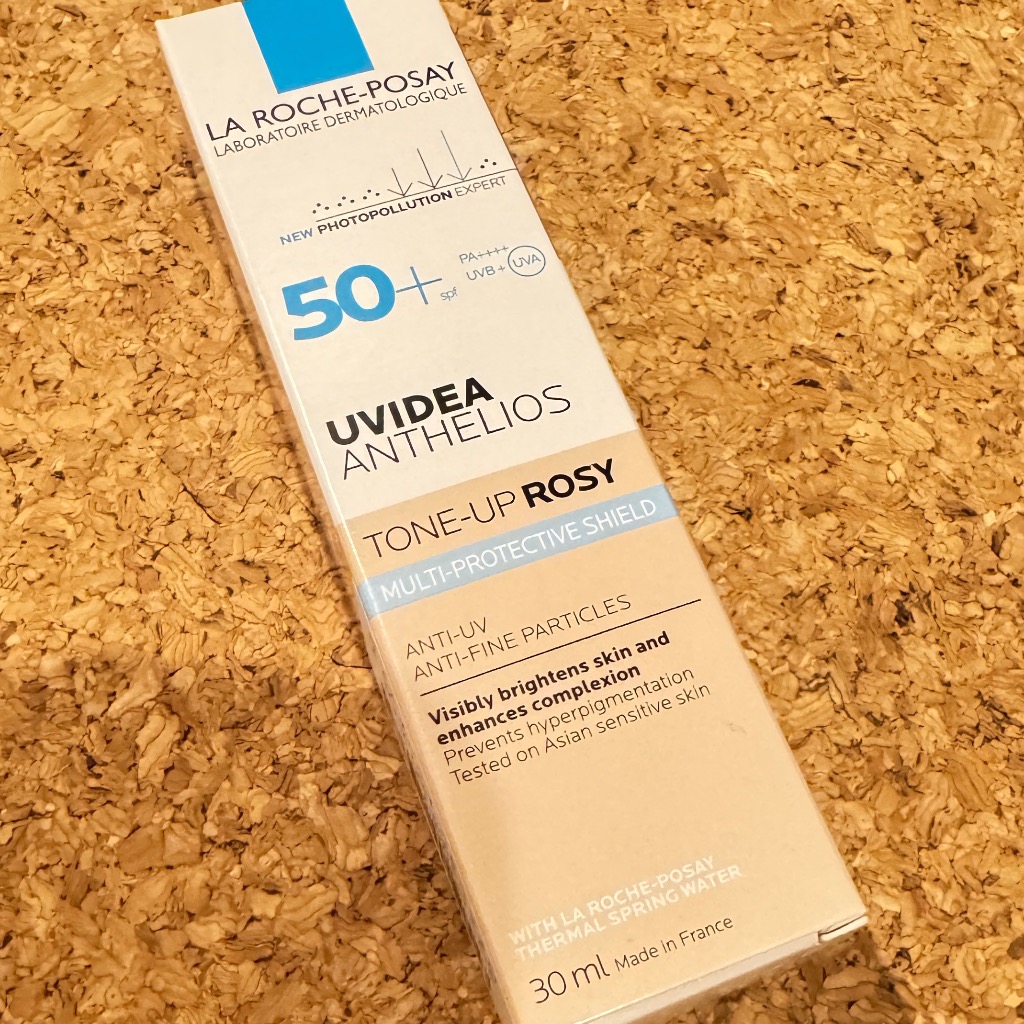 LA ROCHE-POSAY
LABORATOIRE DERMATOLOGIQUE
NEW PHOTOPOLLUTION EXPERT
50+ spf
PA++++
UVB + UVA
UVIDEA
ANTHELIOS
TONE-UP ROSY
MULTI-PROTECTIVE SHIELD
ANTI-UV
ANTI-FINE PARTICLES
Visibly brightens skin and
enhances complexion
Prevents hyperpigmentation
Tested on Asian sensitive skin
WITH LA ROCHE-POSAY
THERMAL SPRING WATER
30 ml Made in France